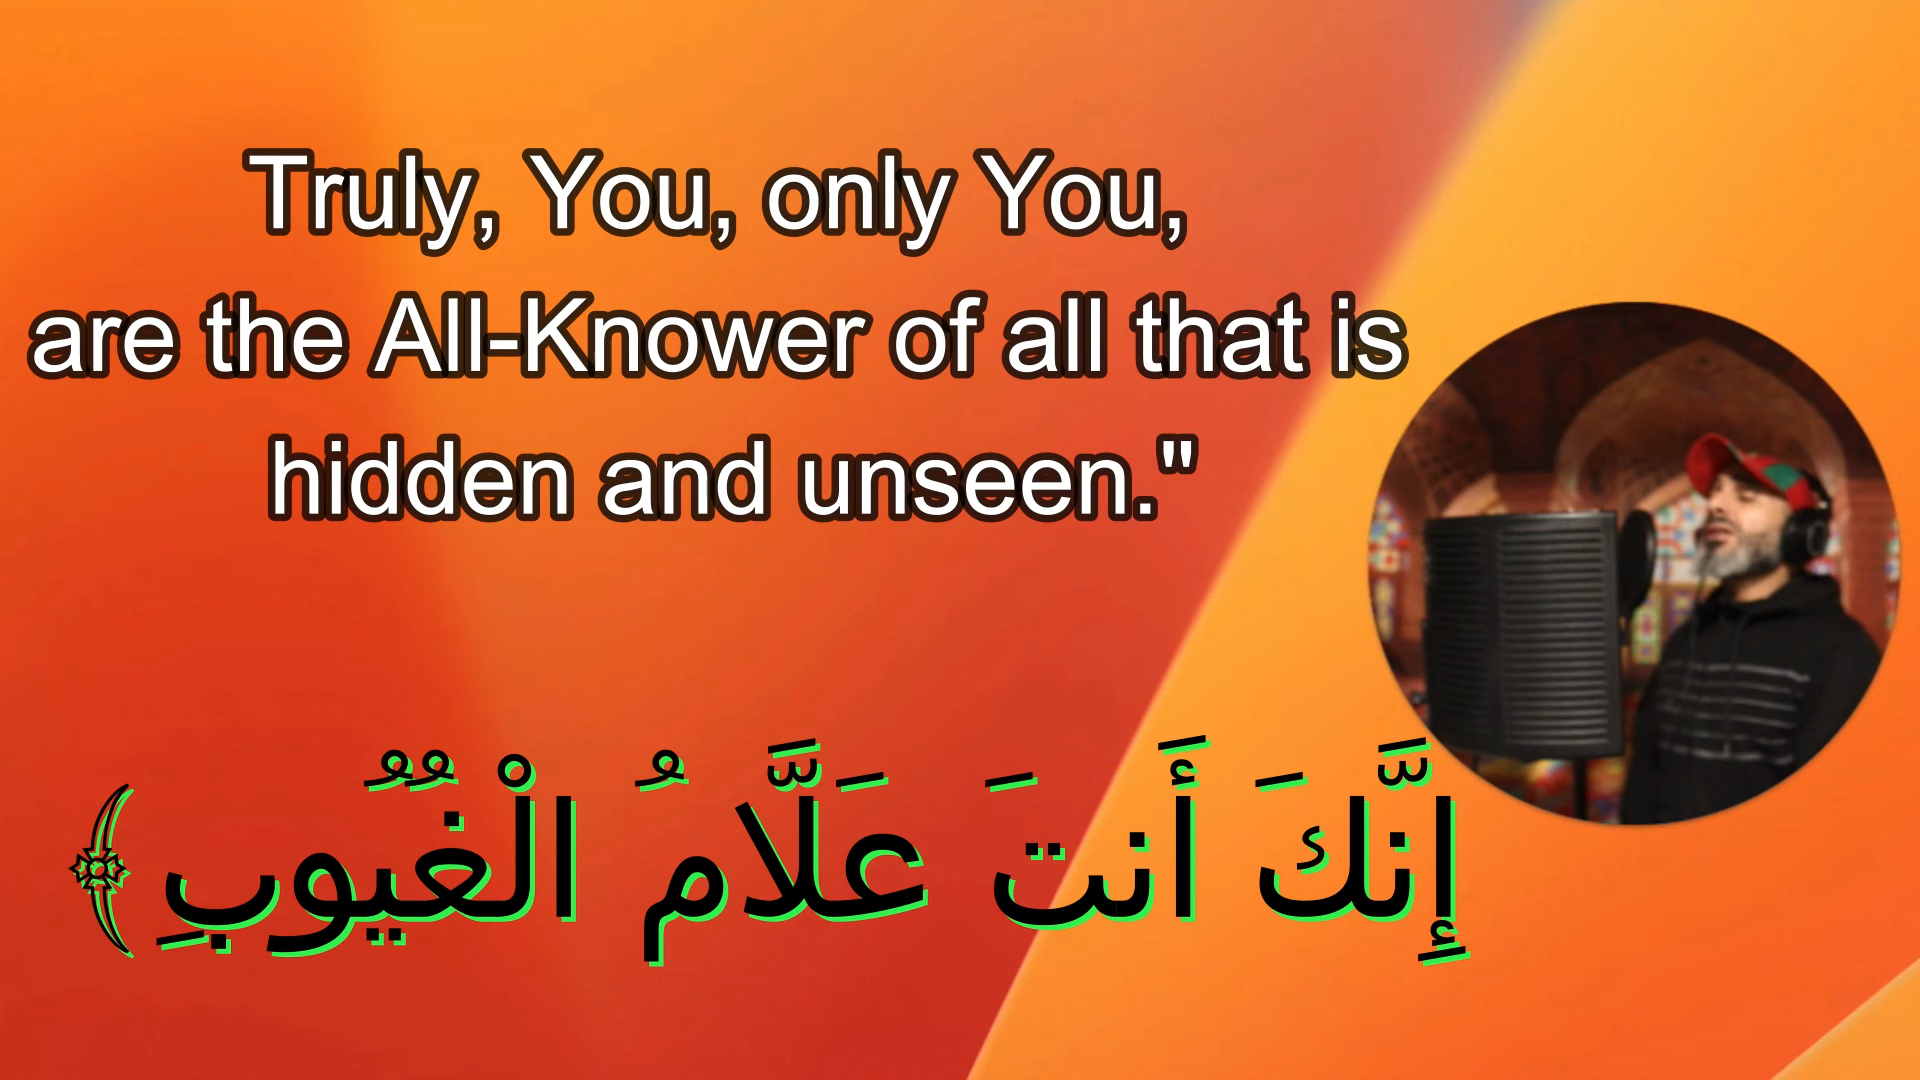 Truly, You, only You,
are the All-Knower of all that is
hidden and unseen."
إِنَّكَ أَنتَ عَلَّامُ الْغُيُوبِ ﴾